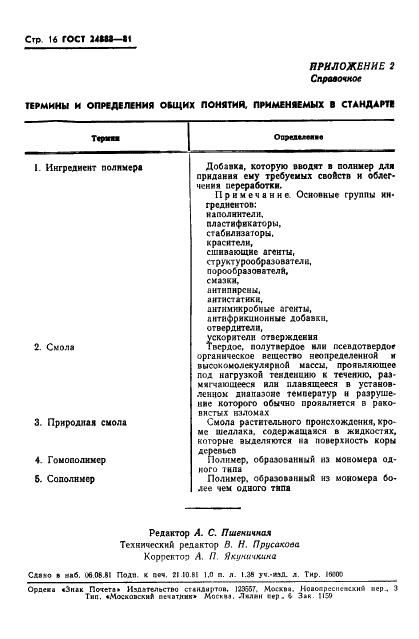 Стр. 16 ГОСТ 24888—81
ПРИЛОЖЕНИЕ 2
Справочное
ТЕРМИНЫ И ОПРЕДЕЛЕНИЯ ОБЩИХ ПОНЯТИЙ, ПРИМЕНЯЕМЫХ В СТАНДАРТЕ
Термин
Определение
1. Ингредиент полимера
Добавка, которую вводят в полимер для
придания ему требуемых свойств и облег-
чения переработки.
Примечание. Основные группы ин-
гредиентов:
наполнители,
пластификаторы,
стабилизаторы,
красители,
сшивающие агенты,
структурообразователи,
порообразователи,
смазки,
антипирены,
антистатики,
антимикробные агенты,
антифрикционные добавки,
отвердители,
ускорители отверждения
2. Смола
Твердое, полутвердое или псевдотвердое
органическое вещество неопределенной и
высокомолекулярной массы, проявляющее
под нагрузкой тенденцию к течению, раз-
мягчающееся или плавящееся в установ-
ленном диапазоне температур и разруше-
ние которого обычно проявляется в рако-
вистых взломах
3. Природная смола
Смола растительного происхождения, кро-
ме шеллака, содержащаяся в жидкостях,
которые выделяются на поверхность коры
деревьев
4. Гомополимер
Полимер, образованный из мономера од-
ного типа
5. Сополимер
Полимер, образованный из мономера бо-
лее чем одного типа
Редактор А. С. Пшеничная
Технический редактор В. Н. Прусакова
Корректор А. П. Якуничкина
Сдано в наб. 06.08.81 Подп. к печ. 21.10.81 1,0 п. л. 1,38 уч.-изд. л. Тир. 16000
Ордена «Знак Почета» Издательство стандартов, 123557, Москва, Новопресненский пер., 3
Тип. «Московский печатник» Москва, Лялин пер., 6. Зак. 1159